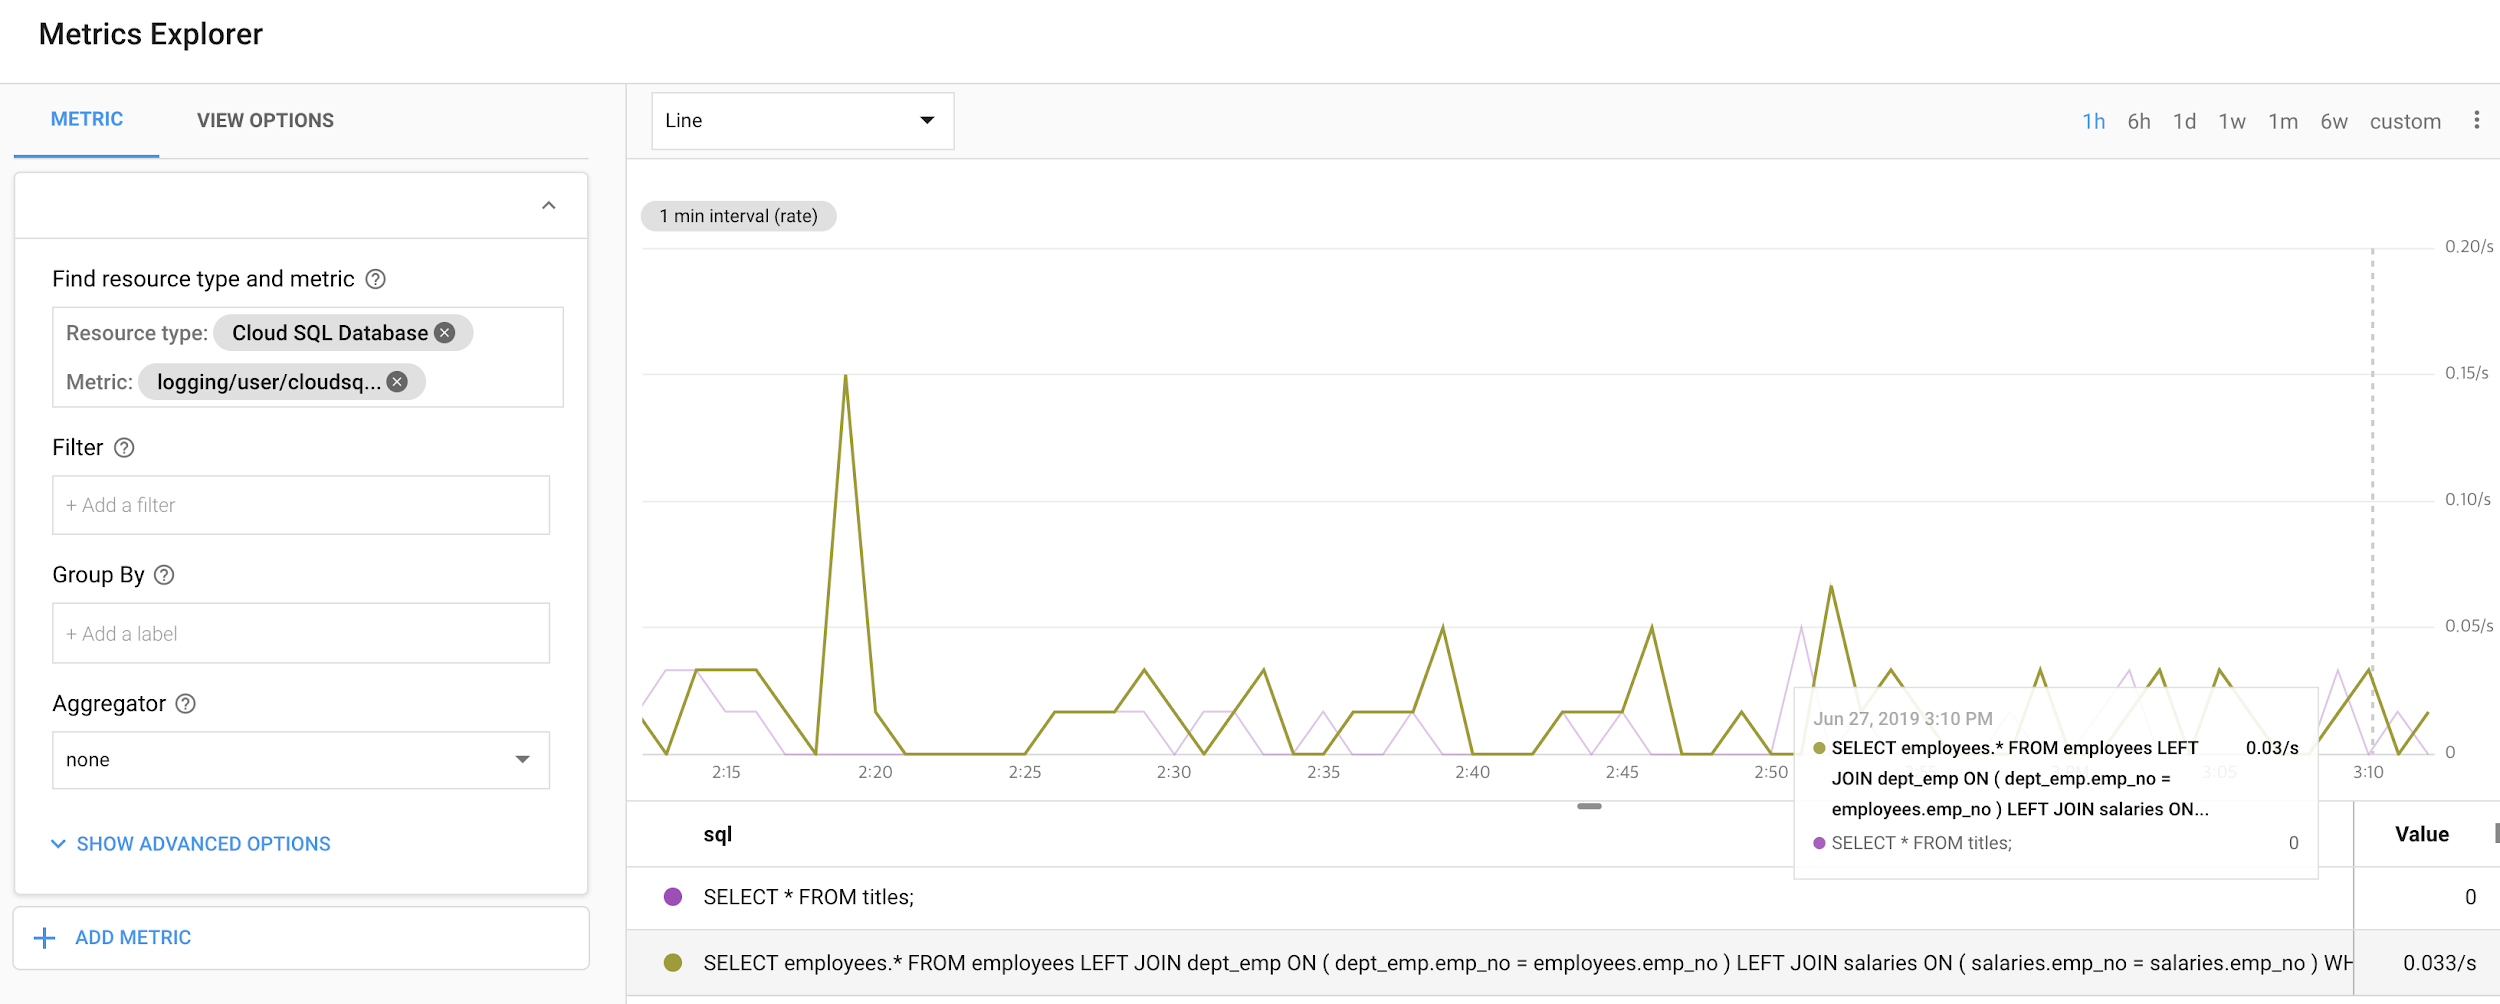 Metrics Explorer
METRIC
VIEW OPTIONS
Line
1h 6h 1d 1w 1m 6w custom
1 min interval (rate)
Find resource type and metric
Resource type: Cloud SQL Database
Metric: logging/user/cloudsq...
Filter
+ Add a filter
Group By
+ Add a label
Aggregator
none
SHOW ADVANCED OPTIONS
ADD METRIC
0.20/s
0.15/s
0.10/s
0.05/s
0
2:15 2:20 2:25 2:30 2:35 2:40 2:45 2:50 3:05 3:10
Jun 27, 2019 3:10 PM
SELECT employees.* FROM employees LEFT 0.03/s
JOIN dept_emp ON ( dept_emp.emp_no =
employees.emp_no ) LEFT JOIN salaries ON...
SELECT * FROM titles; 0
sql Value
SELECT * FROM titles; 0
SELECT employees.* FROM employees LEFT JOIN dept_emp ON ( dept_emp.emp_no = employees.emp_no ) LEFT JOIN salaries ON ( salaries.emp_no = salaries.emp_no ) WH 0.033/s